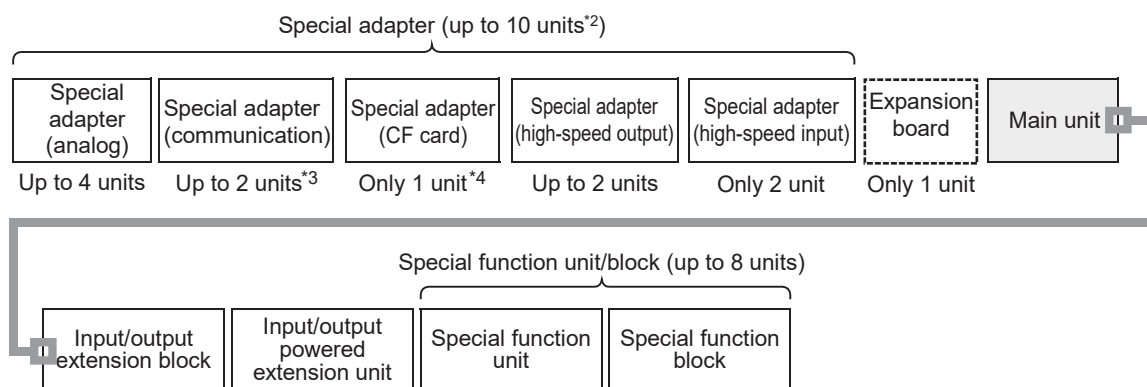 Special adapter (up to 10 units*2)
Special
adapter
(analog)
Special adapter
(communication)
Special adapter
(CF card)
Special adapter
(high-speed output)
Special adapter
(high-speed input)
Expansion
board
Main unit
Up to 4 units
Up to 2 units*3
Only 1 unit*4
Up to 2 units
Only 2 unit
Only 1 unit
Special function unit/block (up to 8 units)
Input/output
extension block
Input/output
powered
extension unit
Special function
unit
Special function
block